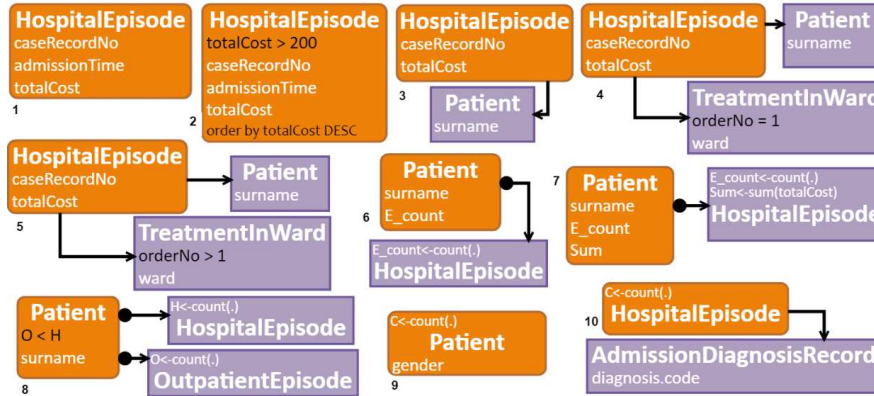 HospitalEpisode
caseRecordNo
admissionTime
totalCost
1
HospitalEpisode
totalCost > 200
caseRecordNo
admissionTime
totalCost
order by totalCost DESC
2
HospitalEpisode
caseRecordNo
totalCost
3
Patient
surname
HospitalEpisode
caseRecordNo
totalCost
4
Patient
surname
TreatmentInWard
orderNo = 1
ward
HospitalEpisode
caseRecordNo
totalCost
5
Patient
surname
TreatmentInWard
orderNo > 1
ward
Patient
surname
E_count
6
E_count<-count(.)
HospitalEpisode
7
Patient
surname
E_count
Sum
E_count<-count(.)
Sum<-sum(totalCost)
HospitalEpisode
Patient
O < H
surname
8
H<-count(.)
HospitalEpisode
O<-count(.)
OutpatientEpisode
C<-count(.)
Patient
gender
9
C<-count(.)
HospitalEpisode
10
AdmissionDiagnosisRecord
diagnosis.code